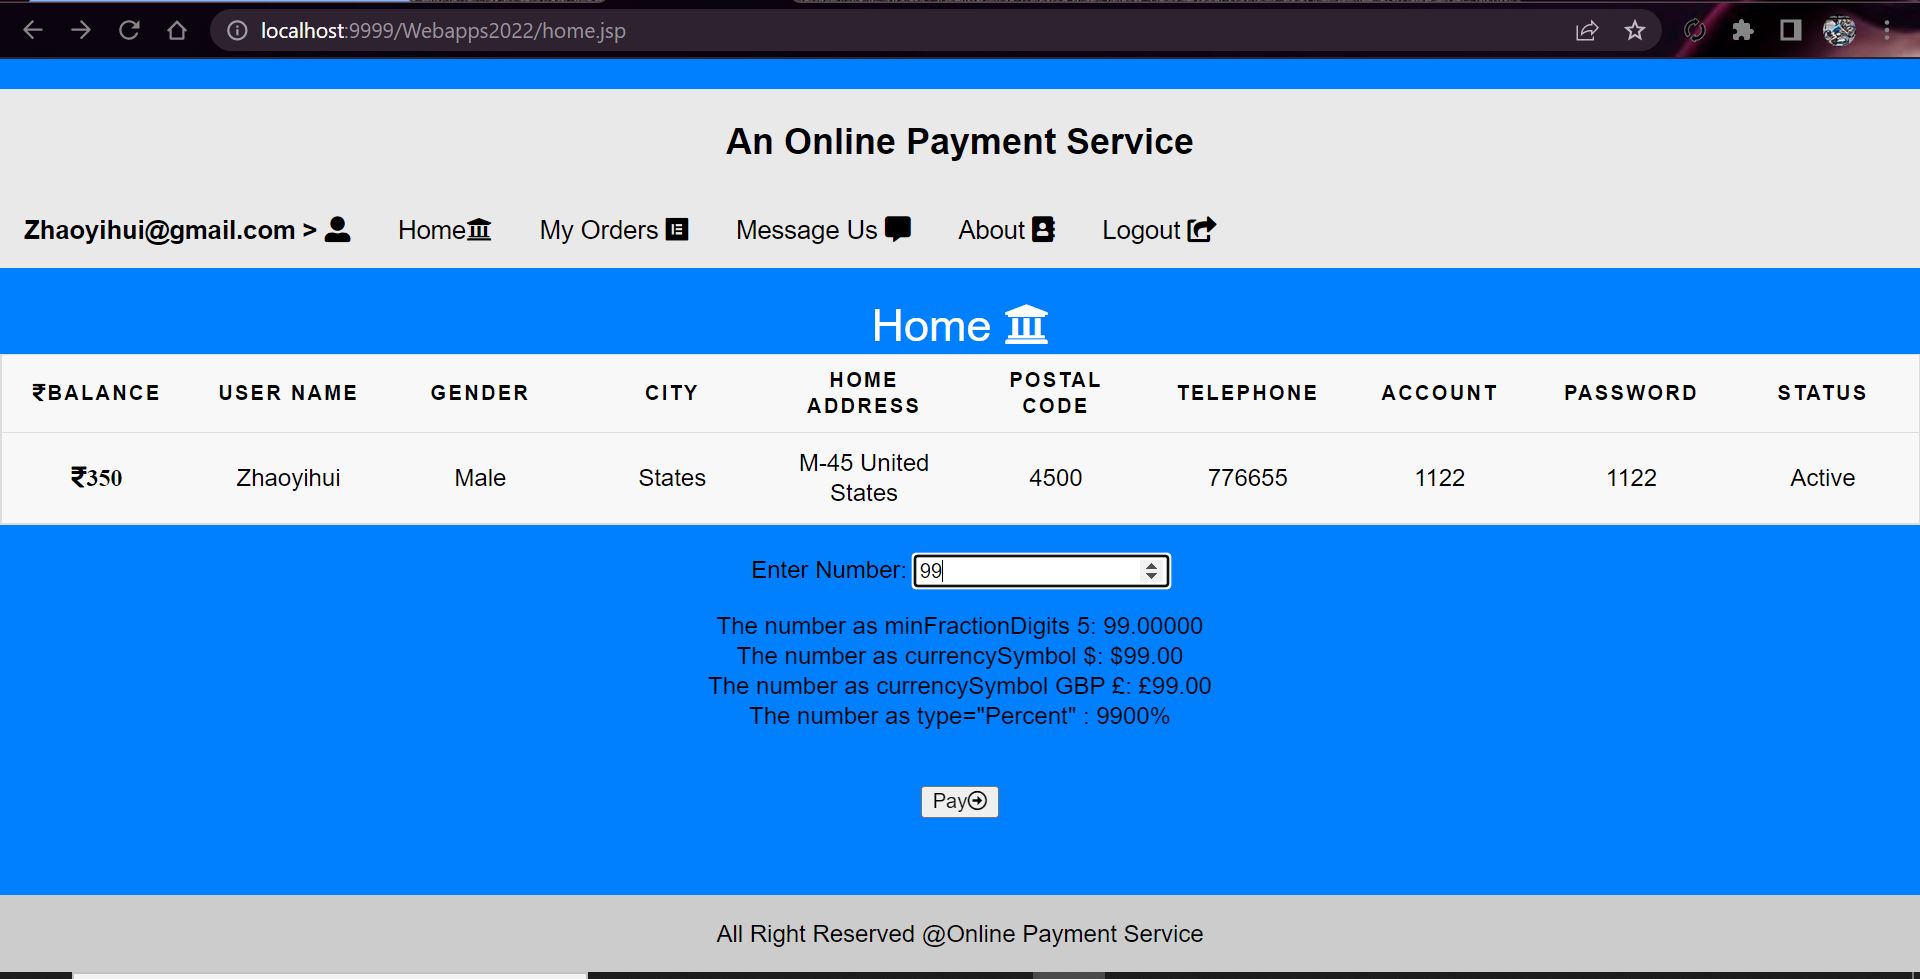 localhost:9999/Webapps2022/home.jsp
An Online Payment Service
Zhaoyihui@gmail.com > Home My Orders Message Us About Logout
Home
₹BALANCE USER NAME GENDER CITY HOME ADDRESS POSTAL CODE TELEPHONE ACCOUNT PASSWORD STATUS
₹350 Zhaoyihui Male States M-45 United States 4500 776655 1122 1122 Active
Enter Number: 99
The number as minFractionDigits 5: 99.00000
The number as currencySymbol $: $99.00
The number as currencySymbol GBP £: £99.00
The number as type="Percent" : 9900%
Pay
All Right Reserved @Online Payment Service